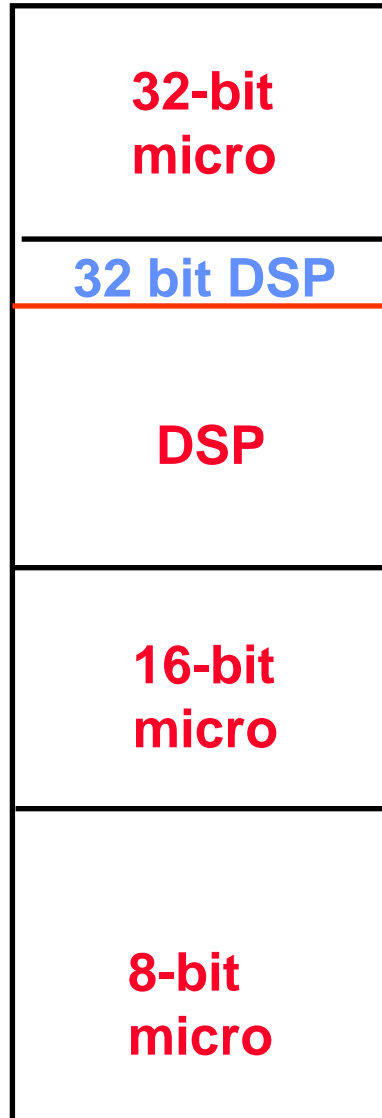 32-bit
micro
32 bit DSP
DSP
16-bit
micro
8-bit
micro